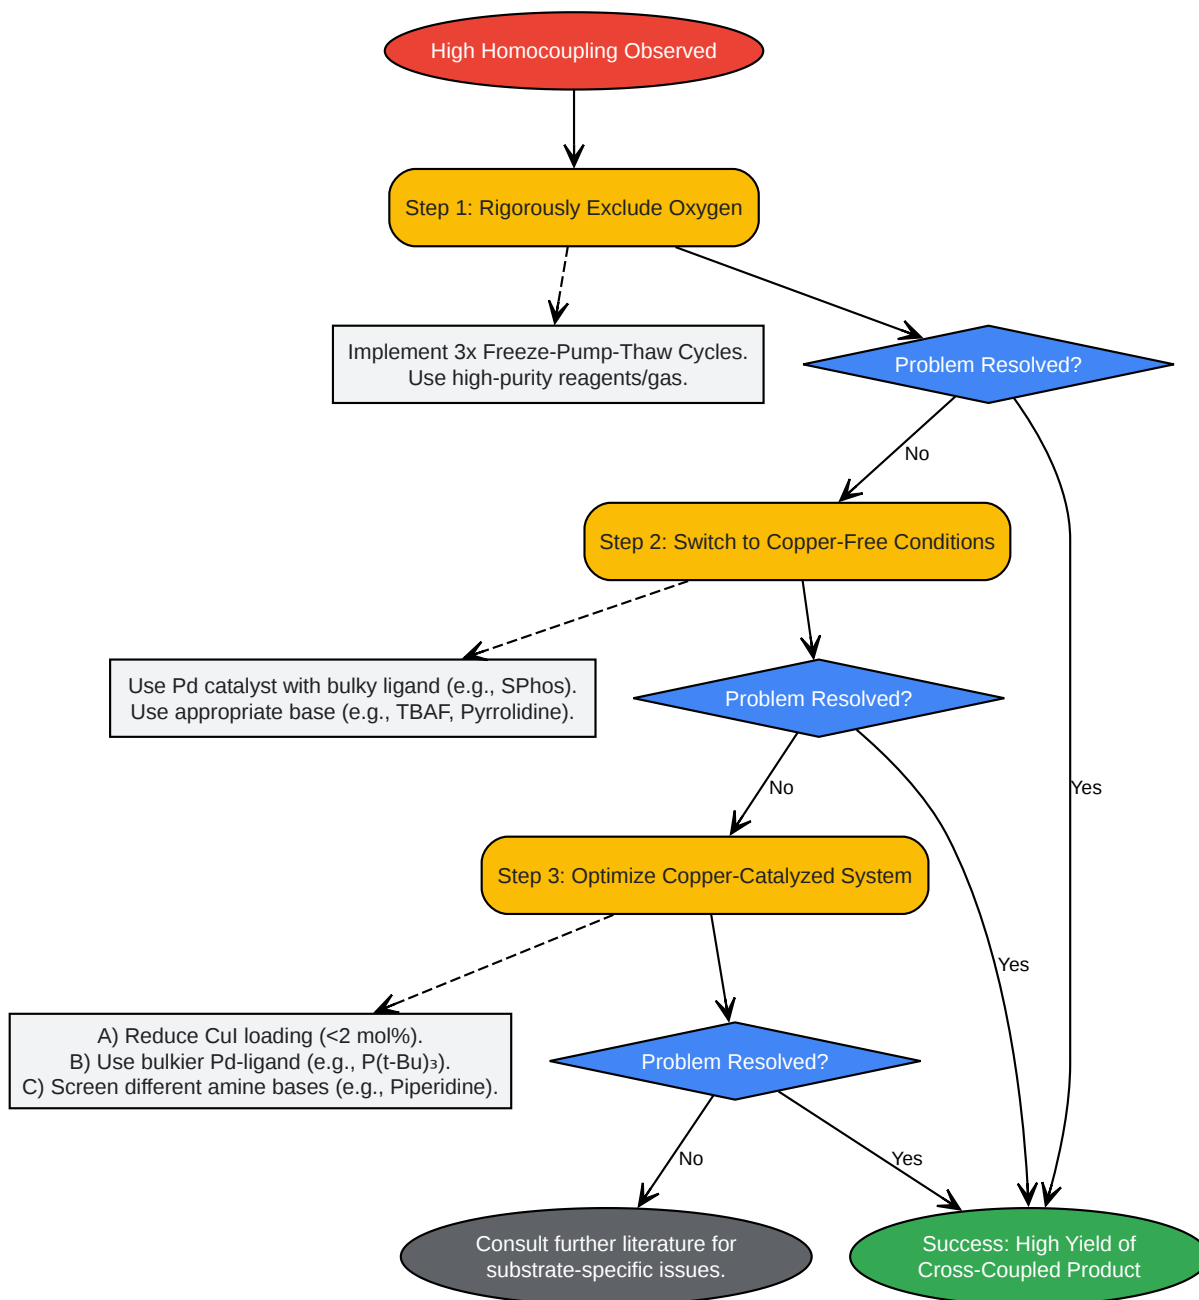 High Homocoupling Observed
Step 1: Rigorously Exclude Oxygen
Implement 3x Freeze-Pump-Thaw Cycles.
Use high-purity reagents/gas.
Problem Resolved?
No
Step 2: Switch to Copper-Free Conditions
Use Pd catalyst with bulky ligand (e.g., SPhos).
Use appropriate base (e.g., TBAF, Pyrrolidine).
Problem Resolved?
No
Yes
Step 3: Optimize Copper-Catalyzed System
Yes
A) Reduce CuI loading (<2 mol%).
B) Use bulkier Pd-ligand (e.g., P(t-Bu)₃).
C) Screen different amine bases (e.g., Piperidine).
Problem Resolved?
No
Yes
Consult further literature for
substrate-specific issues.
Success: High Yield of
Cross-Coupled Product